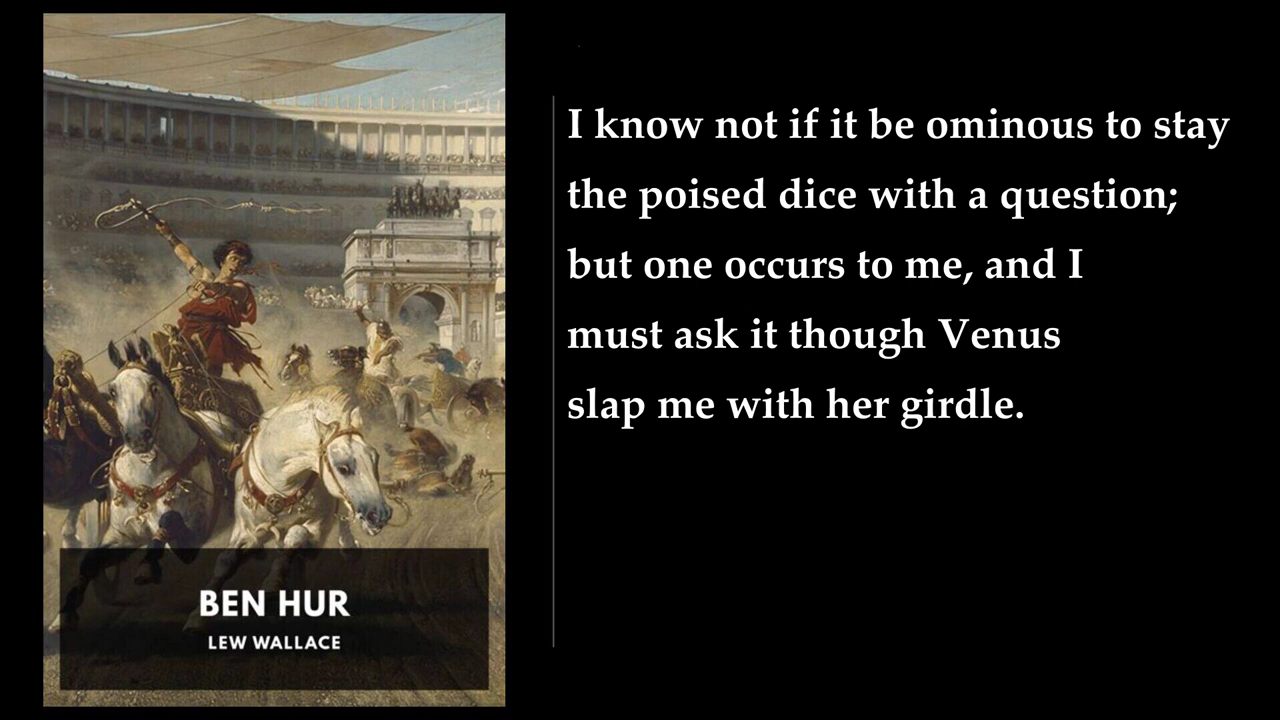 BEN HUR
LEW WALLACE
I know not if it be ominous to stay
the poised dice with a question;
but one occurs to me, and I
must ask it though Venus
slap me with her girdle.